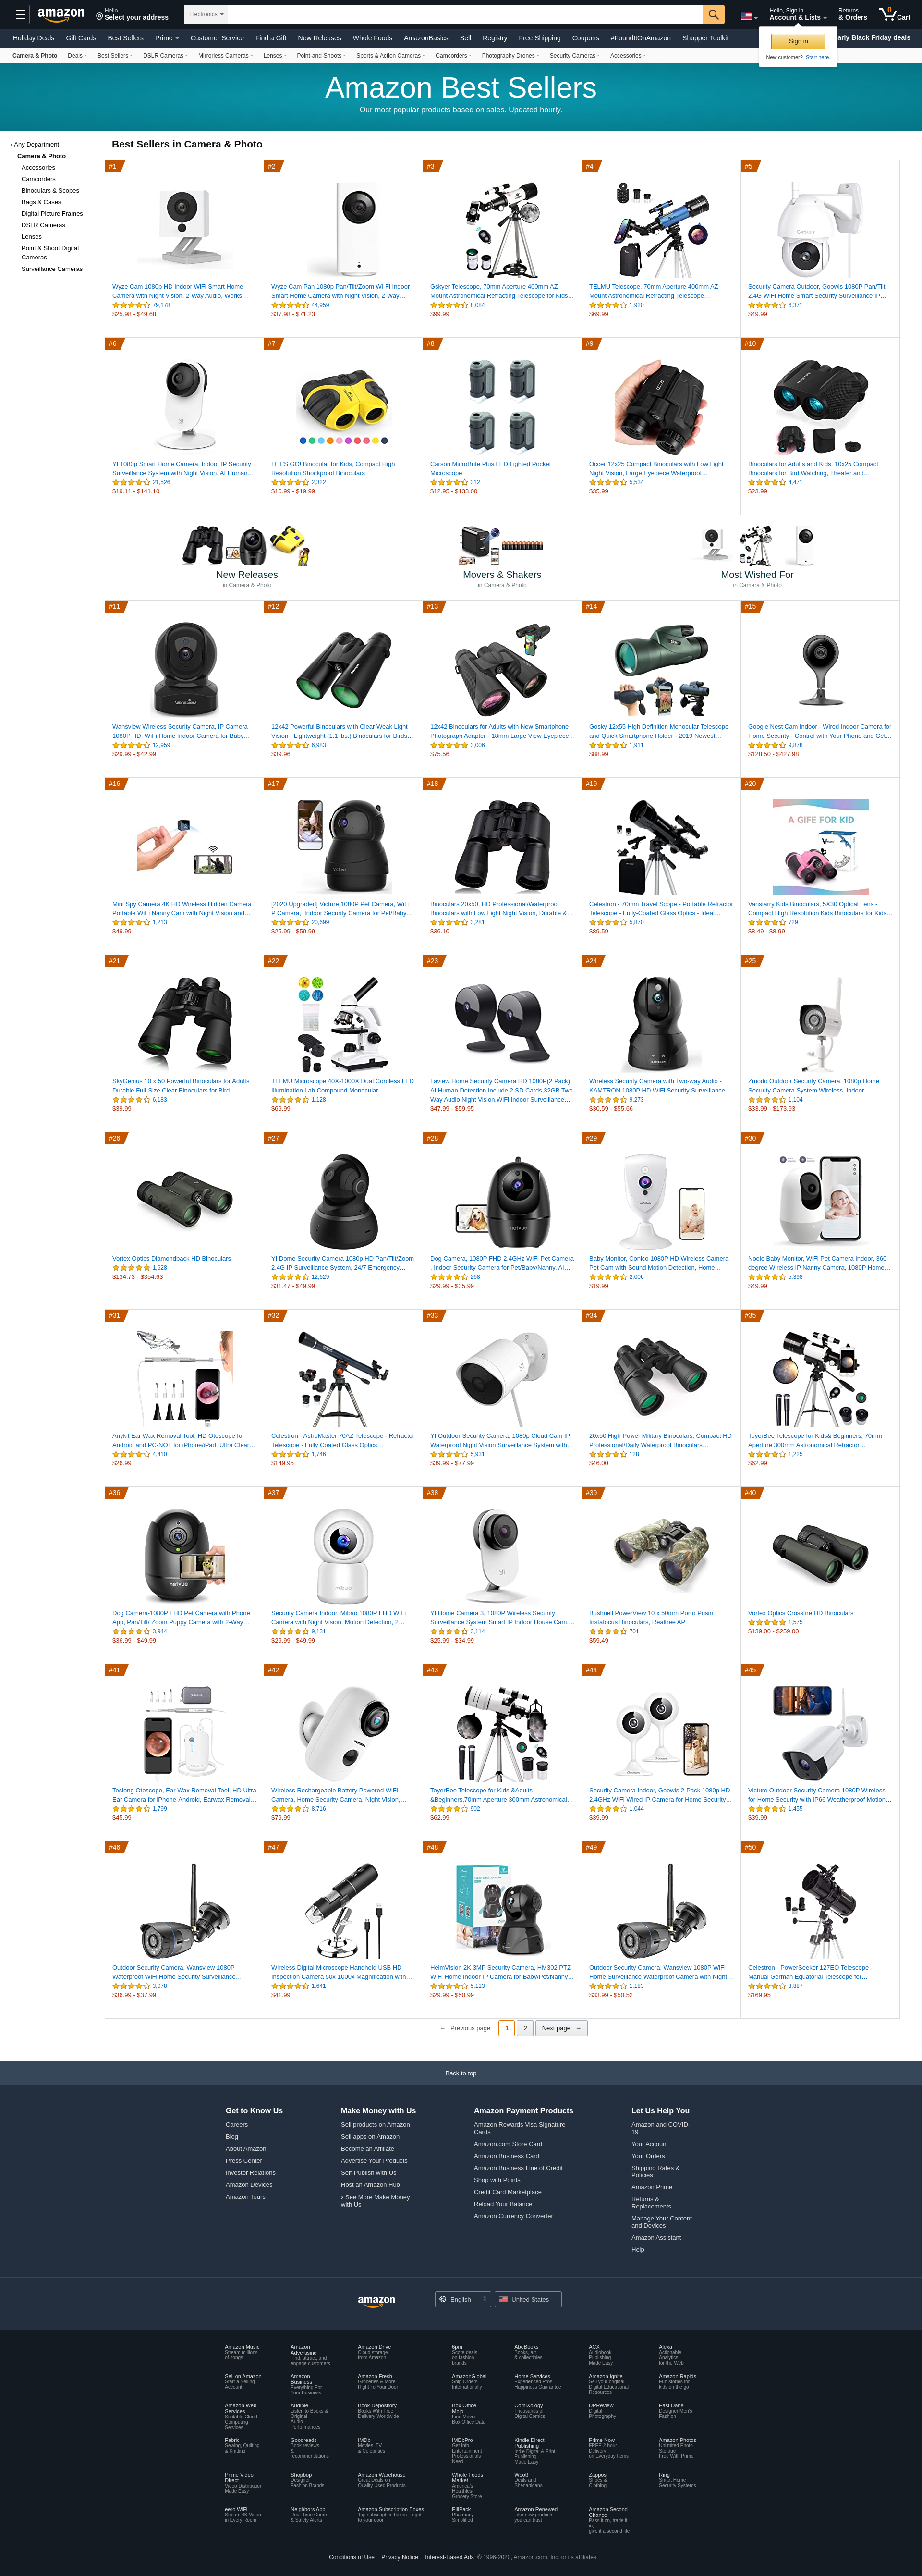 amazon
Hello
Select your address
Electronics
Hello, Sign in
Account & Lists
Returns
& Orders
0
Cart
Holiday Deals
Gift Cards
Best Sellers
Prime
Customer Service
Find a Gift
New Releases
Whole Foods
AmazonBasics
Sell
Registry
Free Shipping
Coupons
#FoundItOnAmazon
Shopper Toolkit
Black Friday deals
Sign in
New customer? Start here.
Camera & Photo
Deals
Best Sellers
DSLR Cameras
Mirrorless Cameras
Lenses
Point-and-Shoots
Sports & Action Cameras
Camcorders
Photography Drones
Security Cameras
Accessories
Amazon Best Sellers
Our most popular products based on sales. Updated hourly.
‹ Any Department
Camera & Photo
Accessories
Camcorders
Binoculars & Scopes
Bags & Cases
Digital Picture Frames
DSLR Cameras
Lenses
Point & Shoot Digital
Cameras
Surveillance Cameras
Best Sellers in Camera & Photo
#1
Wyze Cam 1080p HD Indoor WiFi Smart Home
Camera with Night Vision, 2-Way Audio, Works…
79,178
$25.98 - $49.68
#2
Wyze Cam Pan 1080p Pan/Tilt/Zoom Wi-Fi Indoor
Smart Home Camera with Night Vision, 2-Way…
44,959
$37.98 - $71.23
#3
Gskyer Telescope, 70mm Aperture 400mm AZ
Mount Astronomical Refracting Telescope for Kids…
8,084
$99.99
#4
TELMU Telescope, 70mm Aperture 400mm AZ
Mount Astronomical Refracting Telescope…
1,920
$69.99
#5
Security Camera Outdoor, Goowls 1080P Pan/Tilt
2.4G WiFi Home Smart Security Surveillance IP…
6,371
$49.99
#6
YI 1080p Smart Home Camera, Indoor IP Security
Surveillance System with Night Vision, AI Human…
21,526
$19.11 - $141.10
#7
LET'S GO! Binocular for Kids, Compact High
Resolution Shockproof Binoculars
2,322
$16.99 - $19.99
#8
Carson MicroBrite Plus LED Lighted Pocket
Microscope
312
$12.95 - $133.00
#9
Occer 12x25 Compact Binoculars with Low Light
Night Vision, Large Eyepiece Waterproof…
5,534
$35.99
#10
Binoculars for Adults and Kids, 10x25 Compact
Binoculars for Bird Watching, Theater and…
4,471
$23.99
New Releases
in Camera & Photo
Movers & Shakers
in Camera & Photo
Most Wished For
in Camera & Photo
#11
Wansview Wireless Security Camera, IP Camera
1080P HD, WiFi Home Indoor Camera for Baby…
12,959
$29.99 - $42.99
#12
12x42 Powerful Binoculars with Clear Weak Light
Vision - Lightweight (1.1 lbs.) Binoculars for Birds…
6,983
$39.96
#13
12x42 Binoculars for Adults with New Smartphone
Photograph Adapter - 18mm Large View Eyepiece…
3,006
$75.56
#14
Gosky 12x55 High Definition Monocular Telescope
and Quick Smartphone Holder - 2019 Newest…
1,911
$88.99
#15
Google Nest Cam Indoor - Wired Indoor Camera for
Home Security - Control with Your Phone and Get…
9,878
$128.50 - $427.98
#16
Mini Spy Camera 4K HD Wireless Hidden Camera
Portable WiFi Nanny Cam with Night Vision and…
1,213
$49.99
#17
[2020 Upgraded] Victure 1080P Pet Camera, WiFi I
P Camera, Indoor Security Camera for Pet/Baby…
20,699
$25.99 - $59.99
#18
Binoculars 20x50, HD Professional/Waterproof
Binoculars with Low Light Night Vision, Durable &…
3,281
$36.10
#19
Celestron - 70mm Travel Scope - Portable Refractor
Telescope - Fully-Coated Glass Optics - Ideal…
5,870
$89.59
#20
A GIFE FOR KID
Vanstarry Kids Binoculars, 5X30 Optical Lens -
Compact High Resolution Kids Binoculars for Kids…
729
$8.49 - $8.99
#21
SkyGenius 10 x 50 Powerful Binoculars for Adults
Durable Full-Size Clear Binoculars for Bird…
6,183
$39.99
#22
TELMU Microscope 40X-1000X Dual Cordless LED
Illumination Lab Compound Monocular…
1,128
$69.99
#23
Laview Home Security Camera HD 1080P(2 Pack)
AI Human Detection,Include 2 SD Cards,32GB Two-
Way Audio,Night Vision,WiFi Indoor Surveillance…
$47.99 - $59.95
#24
Wireless Security Camera with Two-way Audio -
KAMTRON 1080P HD WiFi Security Surveillance…
9,273
$30.59 - $55.66
#25
Zmodo Outdoor Security Camera, 1080p Home
Security Camera System Wireless, Indoor…
1,104
$33.99 - $173.93
#26
Vortex Optics Diamondback HD Binoculars
1,628
$134.73 - $354.63
#27
YI Dome Security Camera 1080p HD Pan/Tilt/Zoom
2.4G IP Surveillance System, 24/7 Emergency…
12,629
$31.47 - $49.99
#28
Dog Camera, 1080P FHD 2.4GHz WiFi Pet Camera
, Indoor Security Camera for Pet/Baby/Nanny, AI…
268
$29.99 - $35.99
#29
Baby Monitor, Conico 1080P HD Wireless Camera
Pet Cam with Sound Motion Detection, Home…
2,006
$19.99
#30
Nooie Baby Monitor, WiFi Pet Camera Indoor, 360-
degree Wireless IP Nanny Camera, 1080P Home…
5,398
$49.99
#31
Anykit Ear Wax Removal Tool, HD Otoscope for
Android and PC-NOT for iPhone/iPad, Ultra Clear…
4,410
$26.99
#32
Celestron - AstroMaster 70AZ Telescope - Refractor
Telescope - Fully Coated Glass Optics…
1,746
$149.95
#33
YI Outdoor Security Camera, 1080p Cloud Cam IP
Waterproof Night Vision Surveillance System with…
5,931
$39.99 - $77.99
#34
20x50 High Power Military Binoculars, Compact HD
Professional/Daily Waterproof Binoculars…
128
$46.00
#35
ToyerBee Telescope for Kids& Beginners, 70mm
Aperture 300mm Astronomical Refractor…
1,225
$62.99
#36
Dog Camera-1080P FHD Pet Camera with Phone
App, Pan/Tilt/ Zoom Puppy Camera with 2-Way…
3,944
$36.99 - $49.99
#37
Security Camera Indoor, Mibao 1080P FHD WiFi
Camera with Night Vision, Motion Detection, 2…
9,131
$29.99 - $49.99
#38
YI Home Camera 3, 1080P Wireless Security
Surveillance System Smart IP Indoor House Cam,…
3,114
$25.99 - $34.99
#39
Bushnell PowerView 10 x 50mm Porro Prism
Instafocus Binoculars, Realtree AP
701
$59.49
#40
Vortex Optics Crossfire HD Binoculars
1,575
$139.00 - $259.00
#41
Teslong Otoscope, Ear Wax Removal Tool, HD Ultra
Ear Camera for iPhone-Android, Earwax Removal…
1,799
$45.99
#42
Wireless Rechargeable Battery Powered WiFi
Camera, Home Security Camera, Night Vision,…
8,716
$79.99
#43
ToyerBee Telescope for Kids &Adults
&Beginners,70mm Aperture 300mm Astronomical…
902
$62.99
#44
Security Camera Indoor, Goowls 2-Pack 1080p HD
2.4GHz WiFi Wired IP Camera for Home Security…
1,044
$39.99
#45
Victure Outdoor Security Camera 1080P Wireless
for Home Security with IP66 Weatherproof Motion…
1,455
$39.99
#46
Outdoor Security Camera, Wansview 1080P
Waterproof WiFi Home Security Surveillance…
3,078
$36.99 - $37.99
#47
Wireless Digital Microscope Handheld USB HD
Inspection Camera 50x-1000x Magnification with…
1,641
$41.99
#48
HeimVision 2K 3MP Security Camera, HM302 PTZ
WiFi Home Indoor IP Camera for Baby/Pet/Nanny…
5,123
$29.99 - $50.99
#49
Outdoor Security Camera, Wansview 1080P WiFi
Home Surveillance Waterproof Camera with Night…
1,183
$33.99 - $50.52
#50
Celestron - PowerSeeker 127EQ Telescope -
Manual German Equatorial Telescope for…
3,887
$169.95
← Previous page
1
2
Next page →
Back to top
Get to Know Us
Careers
Blog
About Amazon
Press Center
Investor Relations
Amazon Devices
Amazon Tours
Make Money with Us
Sell products on Amazon
Sell apps on Amazon
Become an Affiliate
Advertise Your Products
Self-Publish with Us
Host an Amazon Hub
› See More Make Money
with Us
Amazon Payment Products
Amazon Rewards Visa Signature
Cards
Amazon.com Store Card
Amazon Business Card
Amazon Business Line of Credit
Shop with Points
Credit Card Marketplace
Reload Your Balance
Amazon Currency Converter
Let Us Help You
Amazon and COVID-
19
Your Account
Your Orders
Shipping Rates &
Policies
Amazon Prime
Returns &
Replacements
Manage Your Content
and Devices
Amazon Assistant
Help
amazon
English
United States
Amazon Music
Stream millions
of songs
Amazon
Advertising
Find, attract, and
engage customers
Amazon Drive
Cloud storage
from Amazon
6pm
Score deals
on fashion
brands
AbeBooks
Books, art
& collectibles
ACX
Audiobook
Publishing
Made Easy
Alexa
Actionable
Analytics
for the Web
Sell on Amazon
Start a Selling
Account
Amazon
Business
Everything For
Your Business
Amazon Fresh
Groceries & More
Right To Your Door
AmazonGlobal
Ship Orders
Internationally
Home Services
Experienced Pros
Happiness Guarantee
Amazon Ignite
Sell your original
Digital Educational
Resources
Amazon Rapids
Fun stories for
kids on the go
Amazon Web
Services
Scalable Cloud
Computing
Services
Audible
Listen to Books &
Original
Audio
Performances
Book Depository
Books With Free
Delivery Worldwide
Box Office
Mojo
Find Movie
Box Office Data
ComiXology
Thousands of
Digital Comics
DPReview
Digital
Photography
East Dane
Designer Men's
Fashion
Fabric
Sewing, Quilting
& Knitting
Goodreads
Book reviews
&
recommendations
IMDb
Movies, TV
& Celebrities
IMDbPro
Get Info
Entertainment
Professionals
Need
Kindle Direct
Publishing
Indie Digital & Print
Publishing
Made Easy
Prime Now
FREE 2-hour
Delivery
on Everyday Items
Amazon Photos
Unlimited Photo
Storage
Free With Prime
Prime Video
Direct
Video Distribution
Made Easy
Shopbop
Designer
Fashion Brands
Amazon Warehouse
Great Deals on
Quality Used Products
Whole Foods
Market
America's
Healthiest
Grocery Store
Woot!
Deals and
Shenanigans
Zappos
Shoes &
Clothing
Ring
Smart Home
Security Systems
eero WiFi
Stream 4K Video
in Every Room
Neighbors App
Real-Time Crime
& Safety Alerts
Amazon Subscription Boxes
Top subscription boxes – right
to your door
PillPack
Pharmacy
Simplified
Amazon Renewed
Like-new products
you can trust
Amazon Second
Chance
Pass it on, trade it
in,
give it a second life
Conditions of Use
Privacy Notice
Interest-Based Ads
© 1996-2020, Amazon.com, Inc. or its affiliates